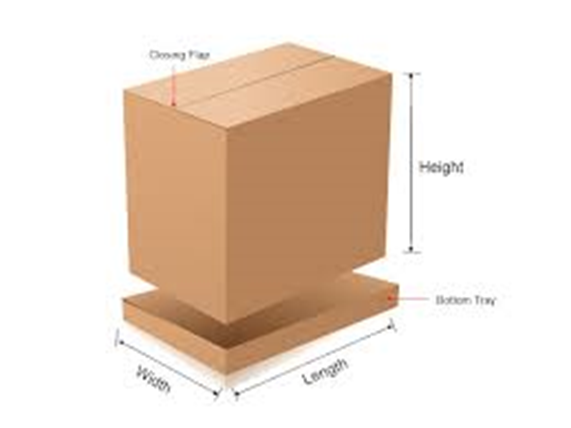 Closing Flap
Height
Bottom Tray
Width
Length